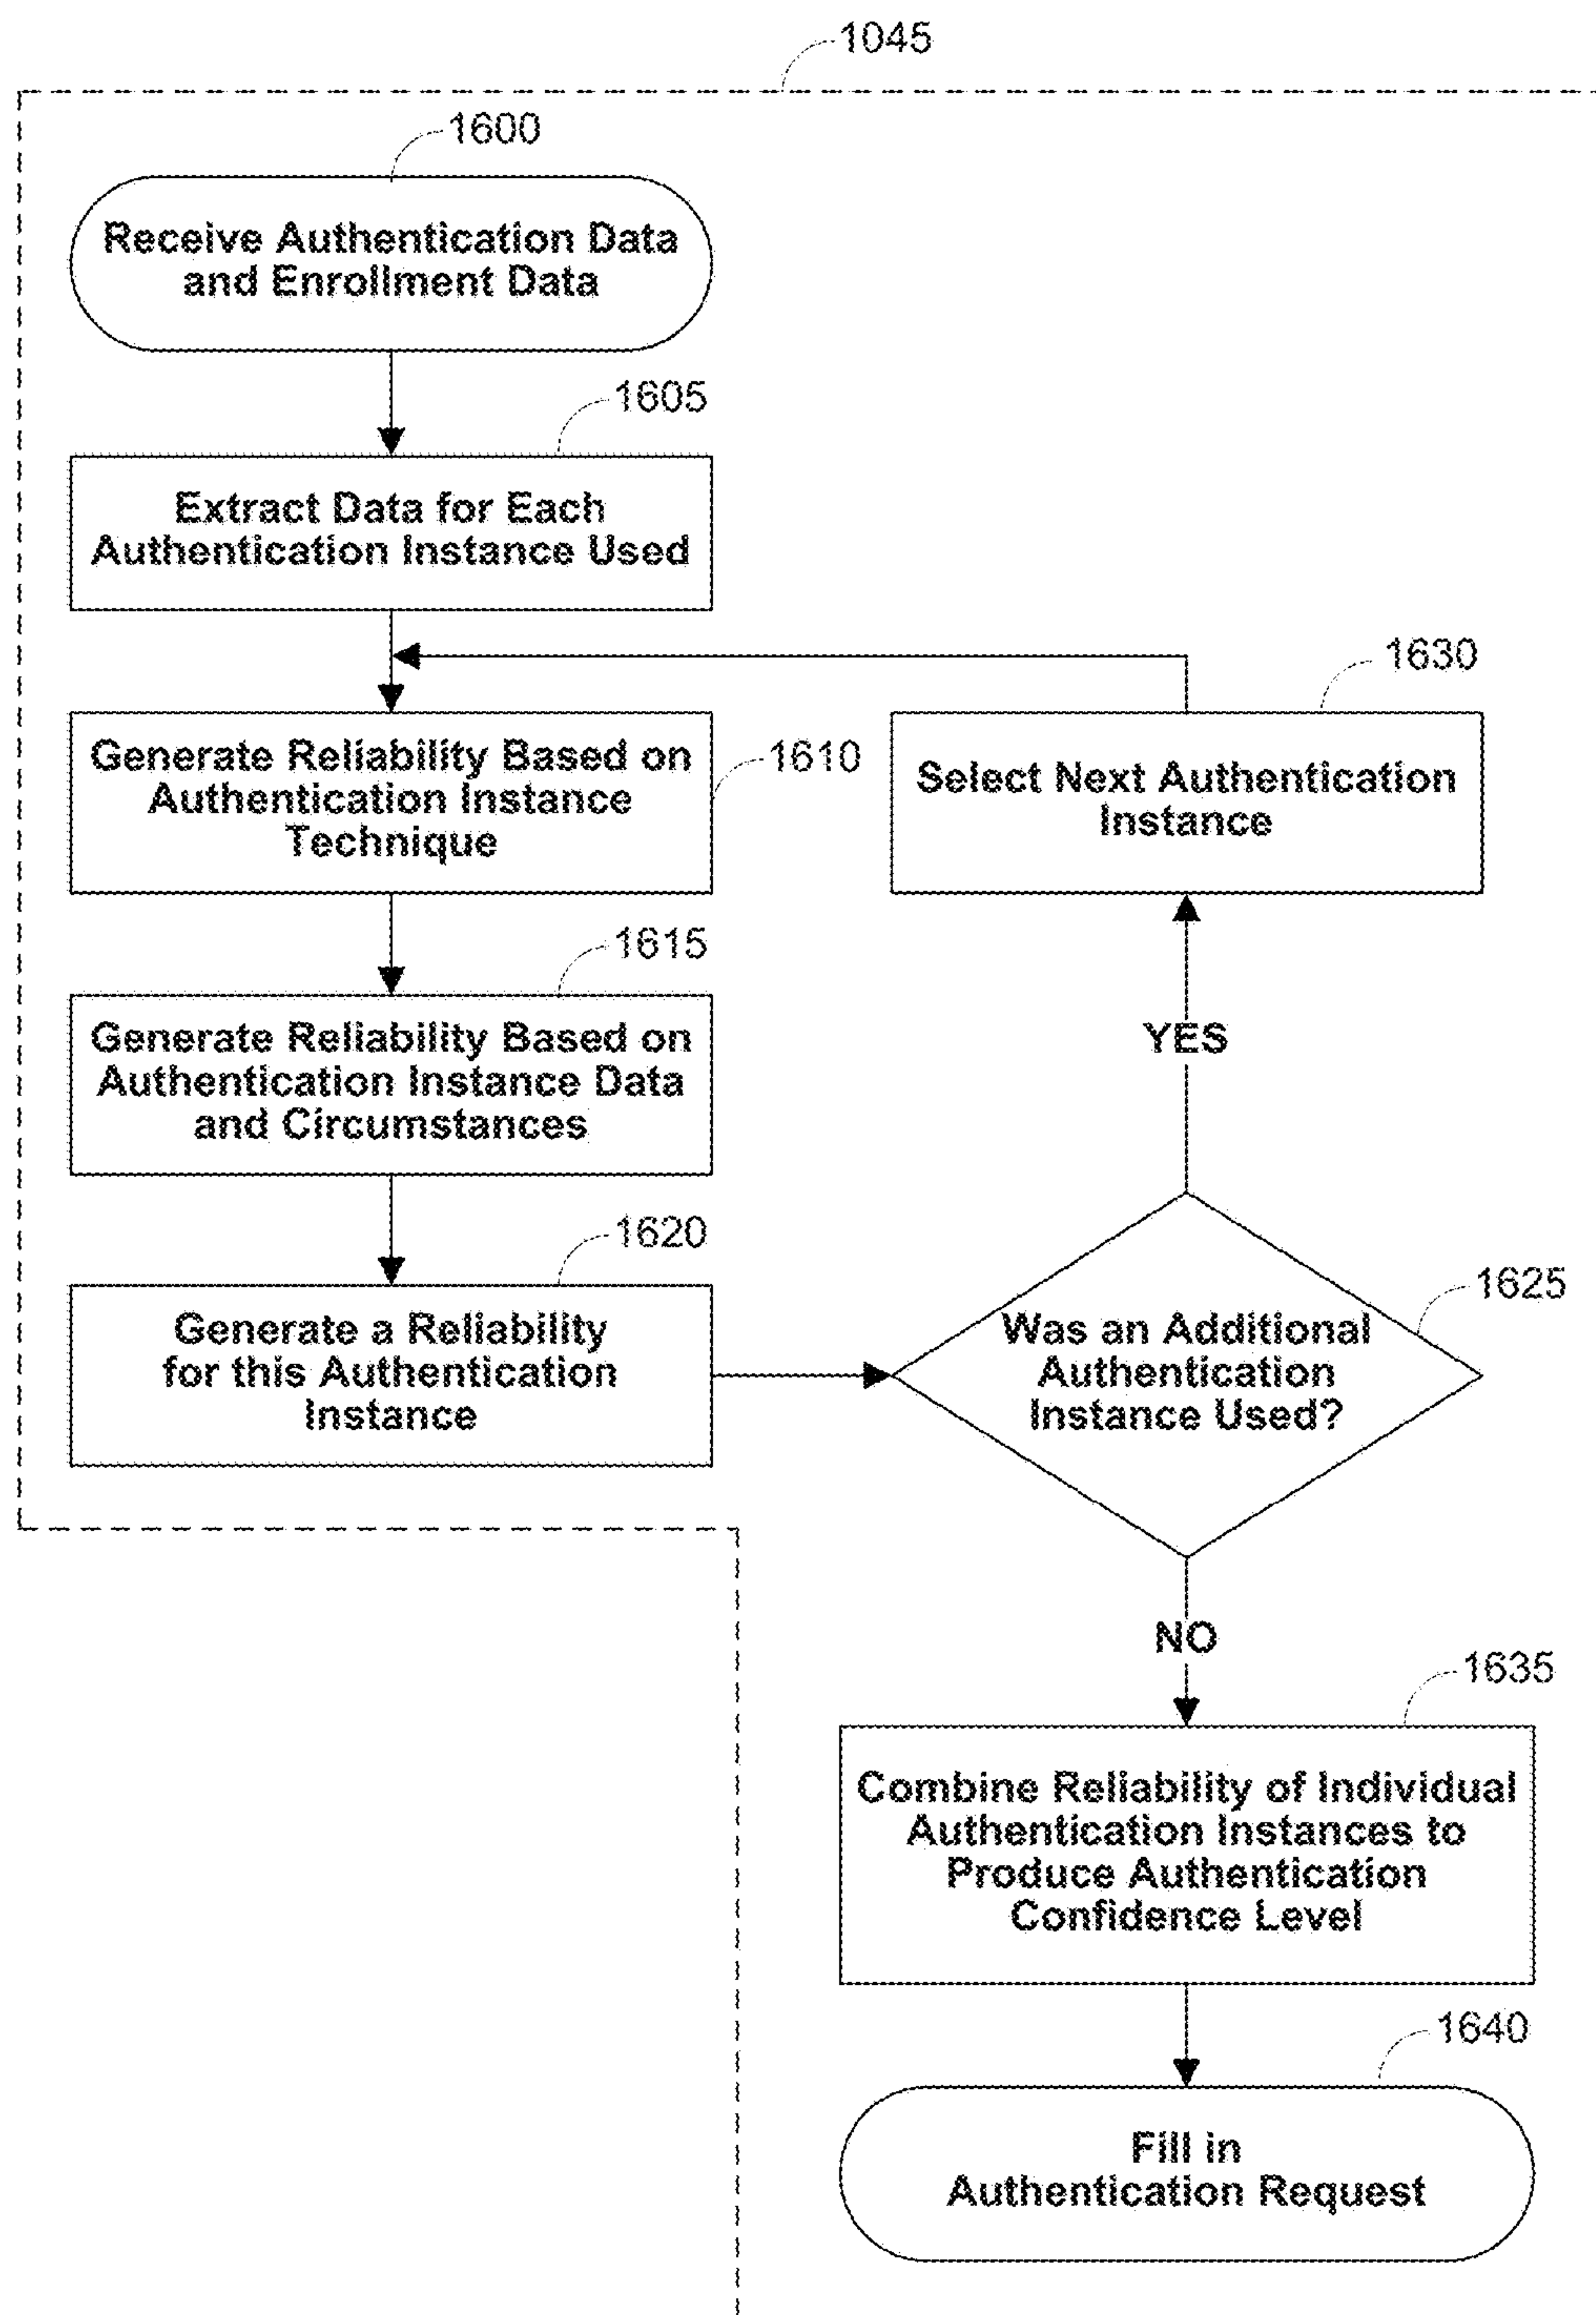 1045
1600
Receive Authentication Data
and Enrollment Data
1605
Extract Data for Each
Authentication Instance Used
1630
Generate Reliability Based on
Authentication Instance
Technique
1610
Select Next Authentication
Instance
1615
Generate Reliability Based on
Authentication Instance Data
and Circumstances
YES
1620
Generate a Reliability
for this Authentication
Instance
1625
Was an Additional
Authentication
Instance Used?
NO
1635
Combine Reliability of Individual
Authentication Instances to
Produce Authentication
Confidence Level
1640
Fill in
Authentication Request